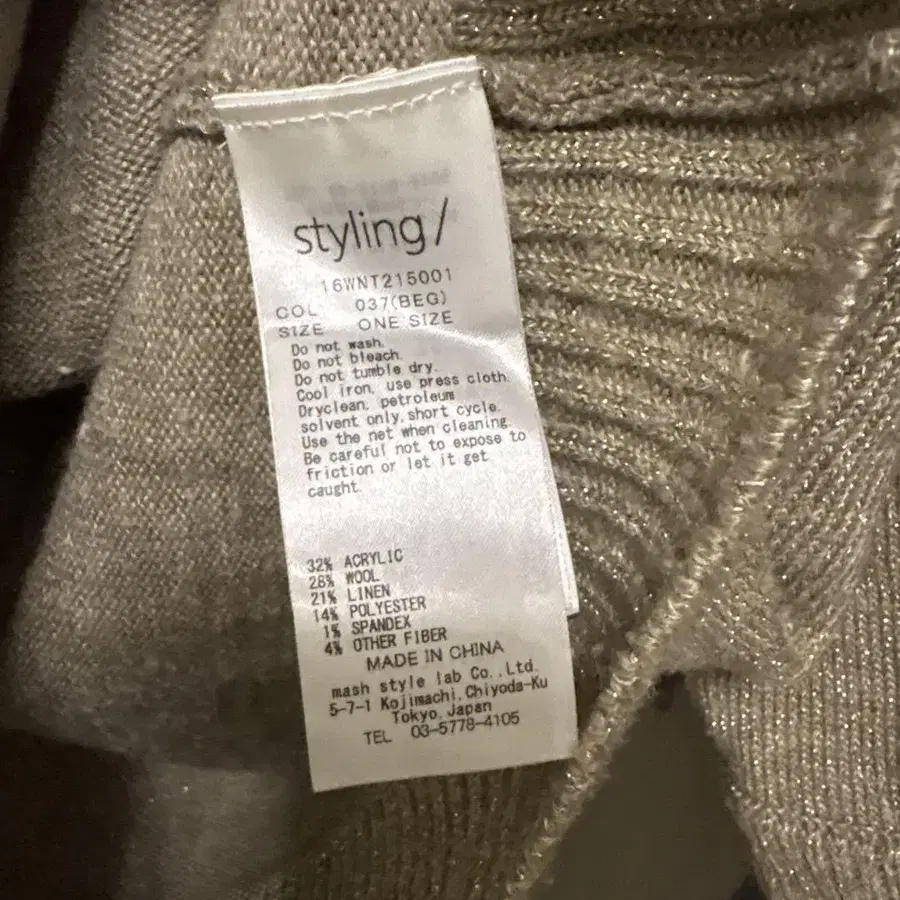 styling/
16WNT215001
COL 037(BEG)
SIZE ONE SIZE
Do not wash.
Do not bleach.
Do not tumble dry.
Cool iron, use press cloth.
Dryclean, petroleum
solvent only, short cycle.
Use the net when cleaning.
Be careful not to expose to
friction or let it get
caught.
32% ACRYLIC
28% WOOL
21% LINEN
14% POLYESTER
1% SPANDEX
4% OTHER FIBER
MADE IN CHINA
mash style lab Co.,Ltd.
5-7-1 Kojimachi,Chiyoda-Ku
Tokyo,Japan
TEL 03-5778-4105